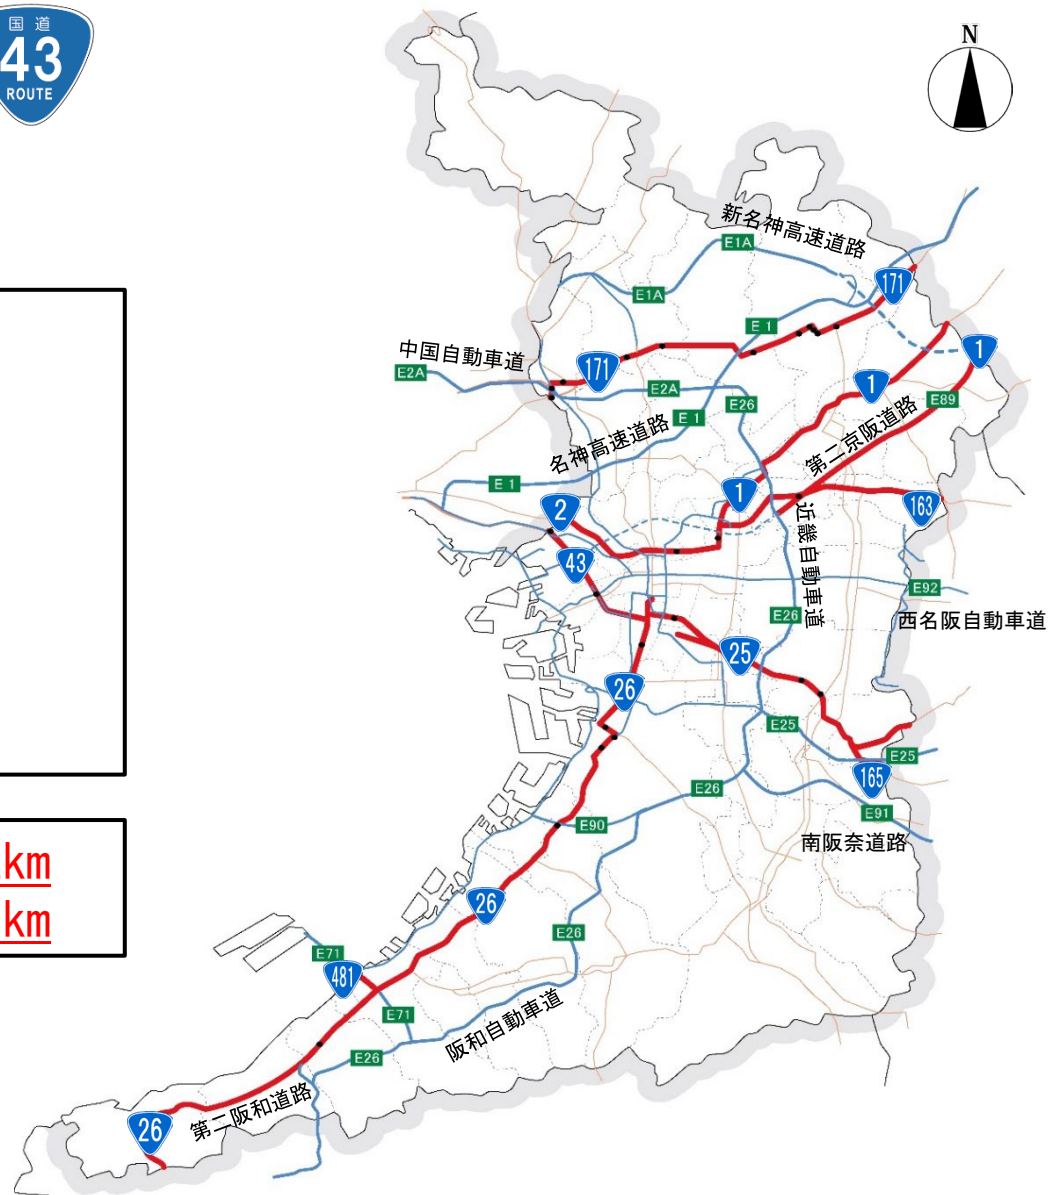 国道
43
ROUTE
N
新名神高速道路
E1A
171
E1A
E1
1
中国自動車道
171
E2A
E2A
1
E89
E26
E1
第二京阪道路
名神高速道路
E1
1
2
163
近畿自動車道
43
E92
E26
西名阪自動車道
25
26
E25
E25
165
E26
E91
E90
南阪奈道路
km
26
km
E26
E71
481
E71
阪和自動車道
E26
第二阪和道路
26